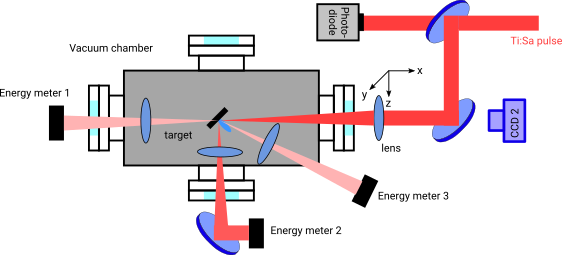 Photo-
diode
Ti:Sa pulse
Vacuum chamber
x
y
z
Energy meter 1
target
lens
CCD 2
Energy meter 3
Energy meter 2